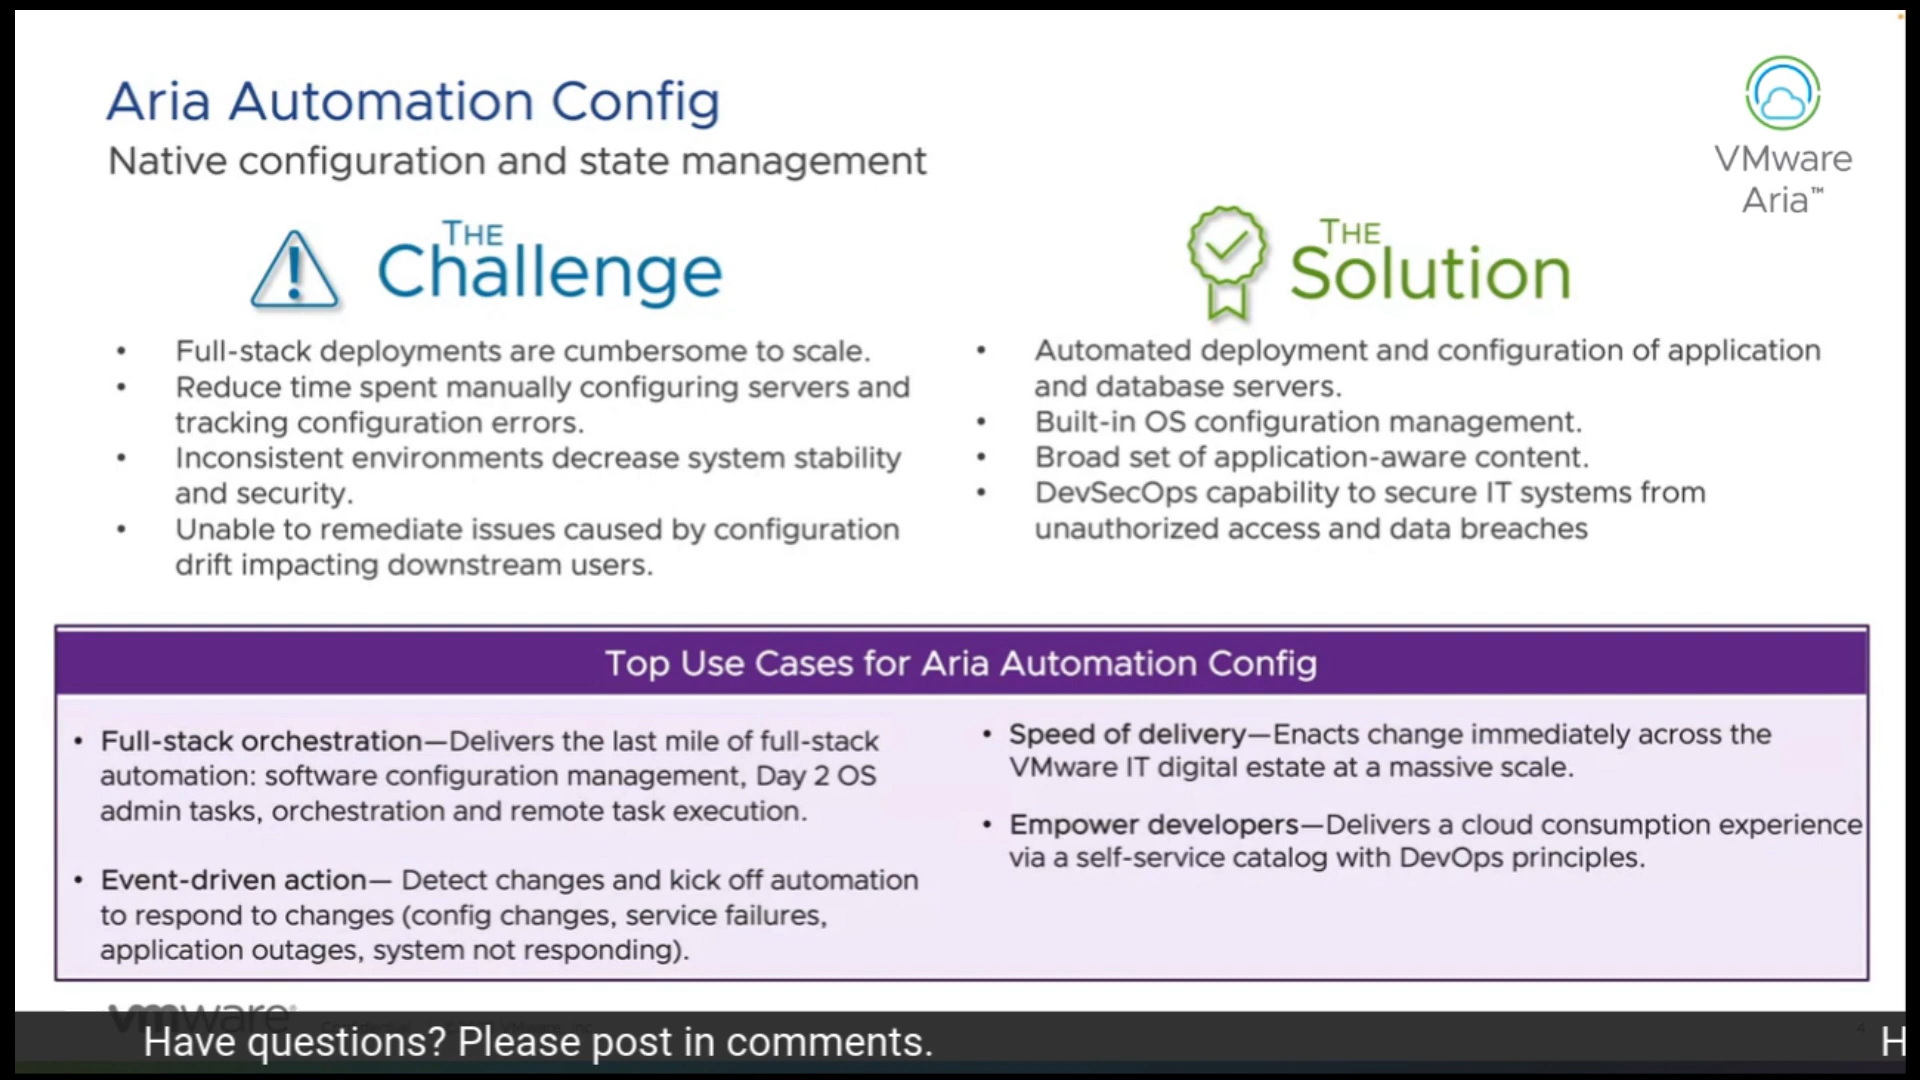 Aria Automation Config
Native configuration and state management
VMware
Aria™
THE
Challenge
• Full-stack deployments are cumbersome to scale.
• Reduce time spent manually configuring servers and
tracking configuration errors.
• Inconsistent environments decrease system stability
and security.
• Unable to remediate issues caused by configuration
drift impacting downstream users.
THE
Solution
• Automated deployment and configuration of application
and database servers.
• Built-in OS configuration management.
• Broad set of application-aware content.
• DevSecOps capability to secure IT systems from
unauthorized access and data breaches
Top Use Cases for Aria Automation Config
• Full-stack orchestration—Delivers the last mile of full-stack
automation: software configuration management, Day 2 OS
admin tasks, orchestration and remote task execution.
• Event-driven action— Detect changes and kick off automation
to respond to changes (config changes, service failures,
application outages, system not responding).
• Speed of delivery—Enacts change immediately across the
VMware IT digital estate at a massive scale.
• Empower developers—Delivers a cloud consumption experience
via a self-service catalog with DevOps principles.
vmware®
Have questions? Please post in comments.
H